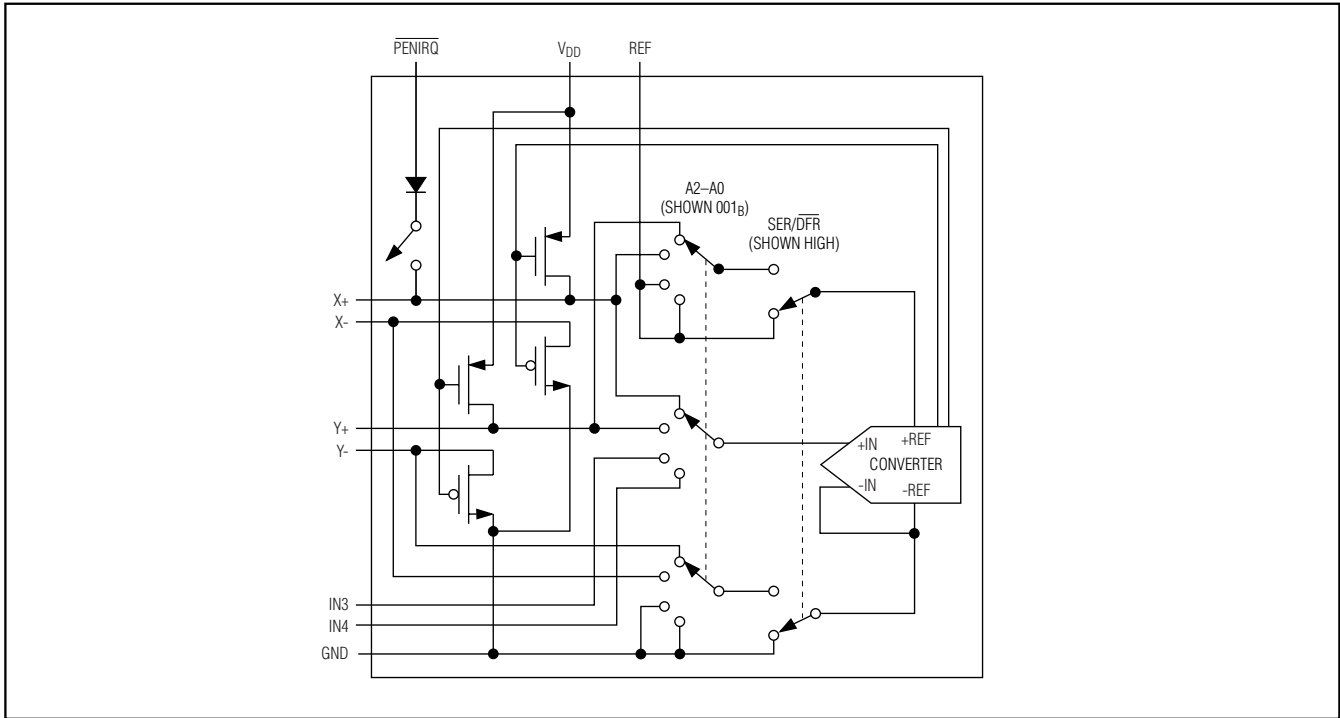 PENIRQ
VDD
REF
A2–A0
(SHOWN 001B)
SER/DFR
(SHOWN HIGH)
X+
X-
Y+
Y-
+IN
+REF
CONVERTER
-IN
-REF
IN3
IN4
GND